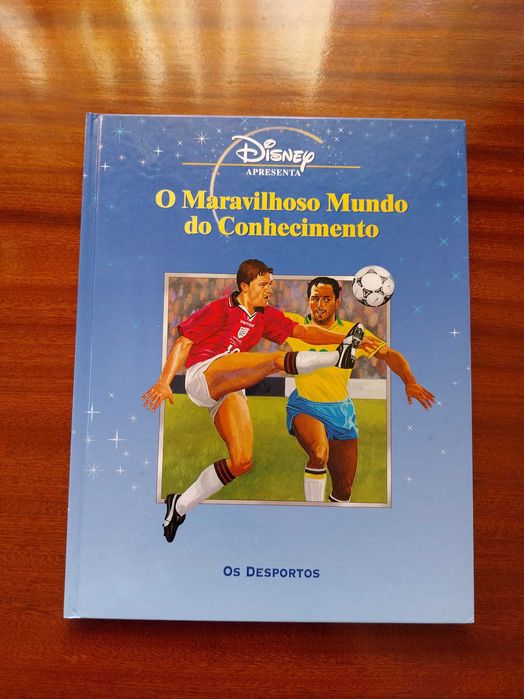 Disney
APRESENTA
O Maravilhoso Mundo
do Conhecimento
OS DESPORTOS